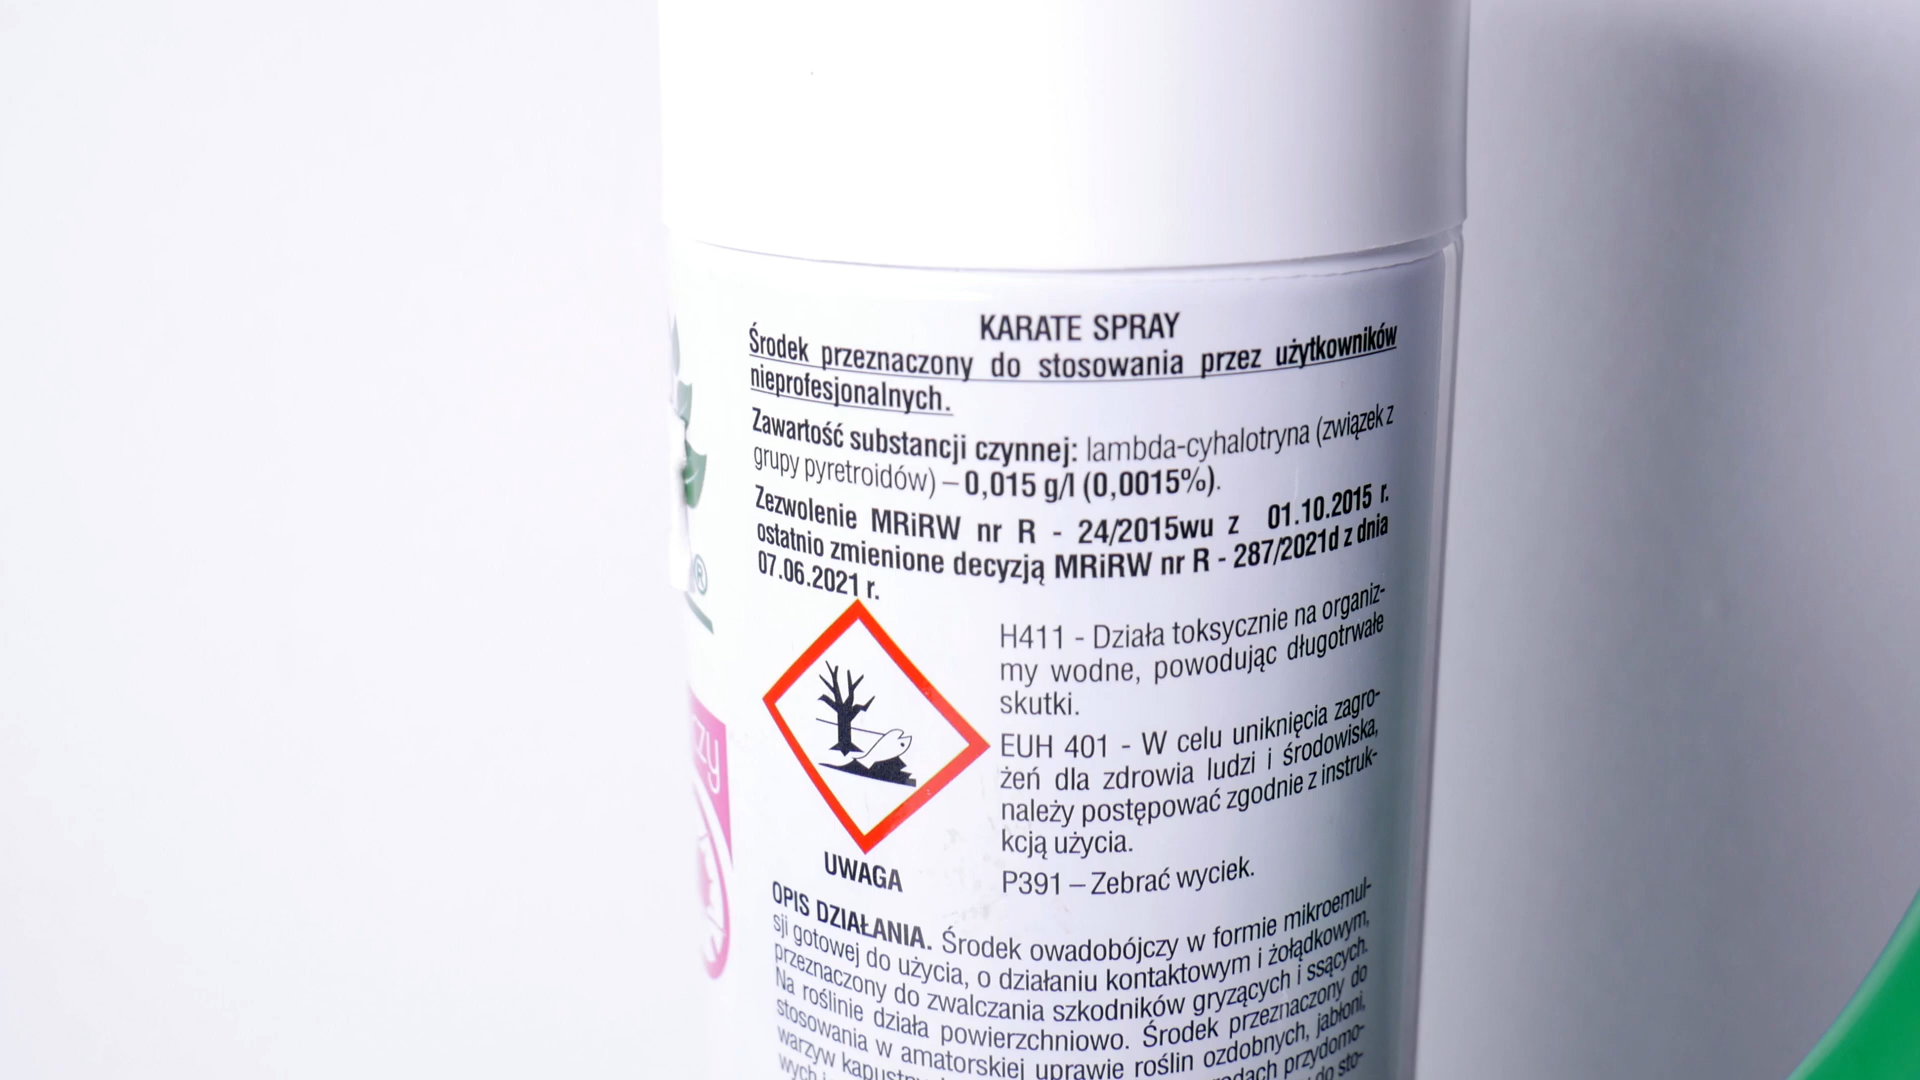 KARATE SPRAY
Środek przeznaczony do stosowania przez użytkowników
nieprofesjonalnych.
Zawartość substancji czynnej: lambda-cyhalotryna (związek z
grupy pyretroidów) – 0,015 g/l (0,0015%).
Zezwolenie MRiRW nr R - 24/2015wu z 01.10.2015 r.
ostatnio zmienione decyzją MRiRW nr R - 287/2021d z dnia
07.06.2021 r.
H411 - Działa toksycznie na organiz-
my wodne, powodując długotrwałe
skutki.
EUH 401 - W celu uniknięcia zagro-
żeń dla zdrowia ludzi i środowiska,
należy postępować zgodnie z instruk-
cją użycia.
P391 – Zebrać wyciek.
UWAGA
OPIS DZIAŁANIA. Środek owadobójczy w formie mikroemul-
sji gotowej do użycia, o działaniu kontaktowym i żołądkowym,
przeznaczony do zwalczania szkodników gryzących i ssących.
Na roślinie działa powierzchniowo. Środek przeznaczony do
stosowania w amatorskiej uprawie roślin ozdobnych, jabłoni,
warzyw
®
zy